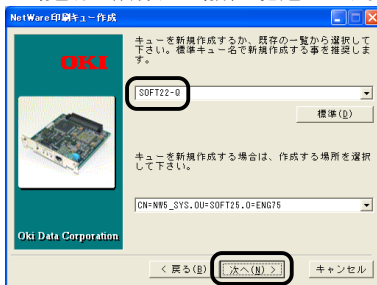 NetWare印刷キュー作成
OKI
キューを新規作成するか、既存の一覧から選択して
下さい。標準キュー名で新規作成する事を推奨しま
す。
SOFT22-Q
標準(D)
キューを新規作成する場合は、作成する場所を選択
して下さい。
CN=NW5_SYS.OU=SOFT25.O=ENG75
Oki Data Corporation
< 戻る(B)
次へ(N) >
キャンセル